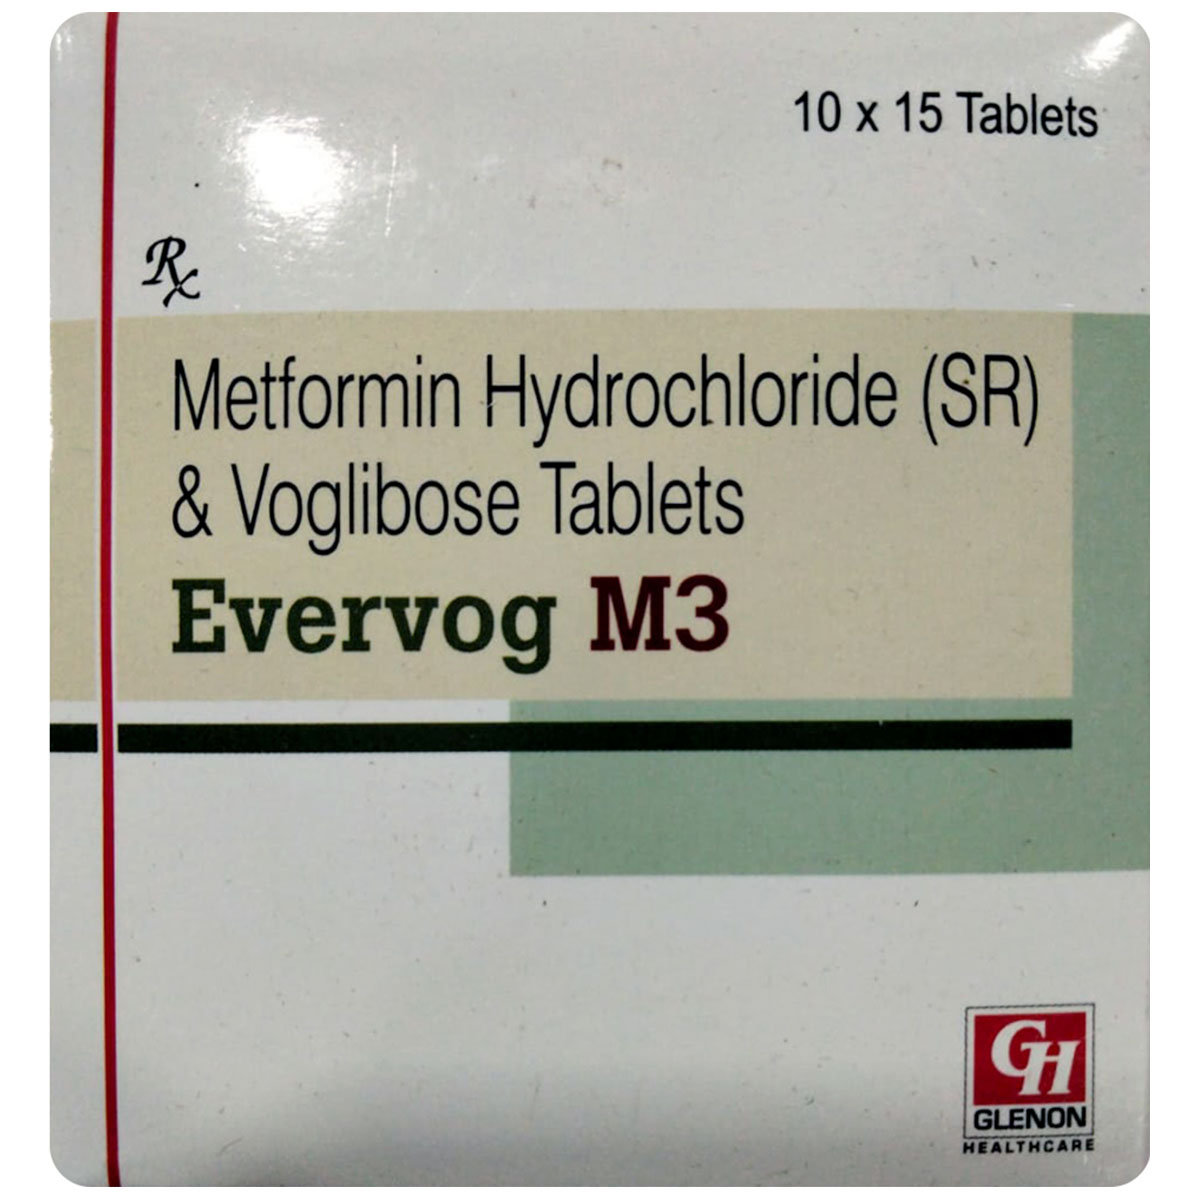 10 x 15 Tablets
Rx
Metformin Hydrochloride (SR)
& Voglibose Tablets
Evervog M3
GH
GLENON
HEALTHCARE